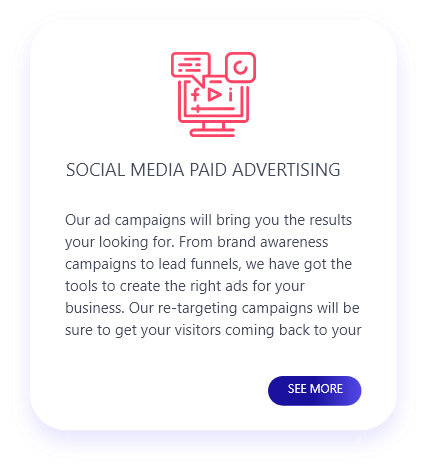 SOCIAL MEDIA PAID ADVERTISING
Our ad campaigns will bring you the results
your looking for. From brand awareness
campaigns to lead funnels, we have got the
tools to create the right ads for your
business. Our re-targeting campaigns will be
sure to get your visitors coming back to your
SEE MORE